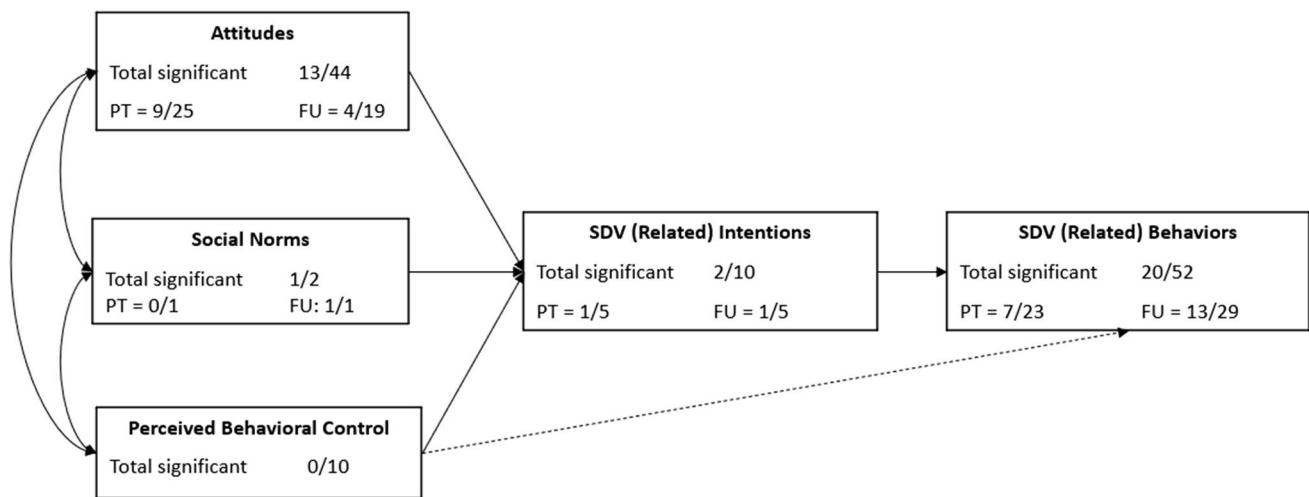 Attitudes
Total significant 13/44
PT = 9/25 FU = 4/19
Social Norms
Total significant 1/2
PT = 0/1 FU: 1/1
Perceived Behavioral Control
Total significant 0/10
SDV (Related) Intentions
Total significant 2/10
PT = 1/5 FU = 1/5
SDV (Related) Behaviors
Total significant 20/52
PT = 7/23 FU = 13/29